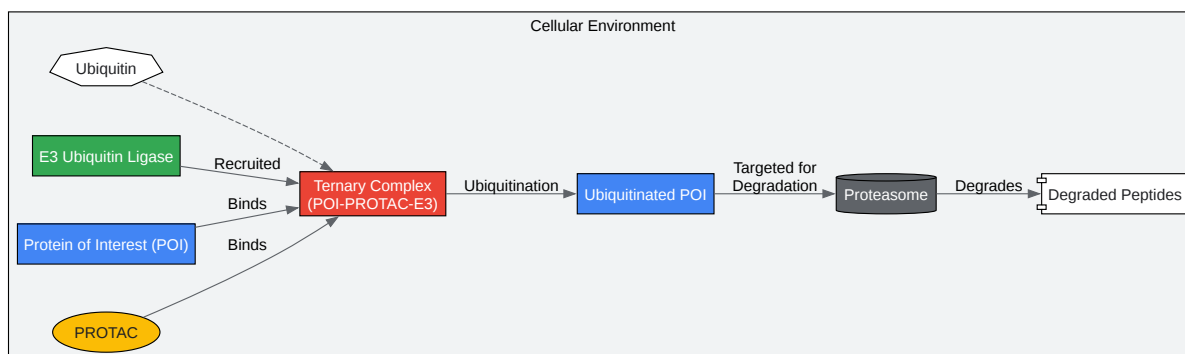 Cellular Environment
Ubiquitin
E3 Ubiquitin Ligase
Recruited
Protein of Interest (POI)
Binds
PROTAC
Binds
Ternary Complex
(POI-PROTAC-E3)
Ubiquitination
Ubiquitinated POI
Targeted for
Degradation
Proteasome
Degrades
Degraded Peptides